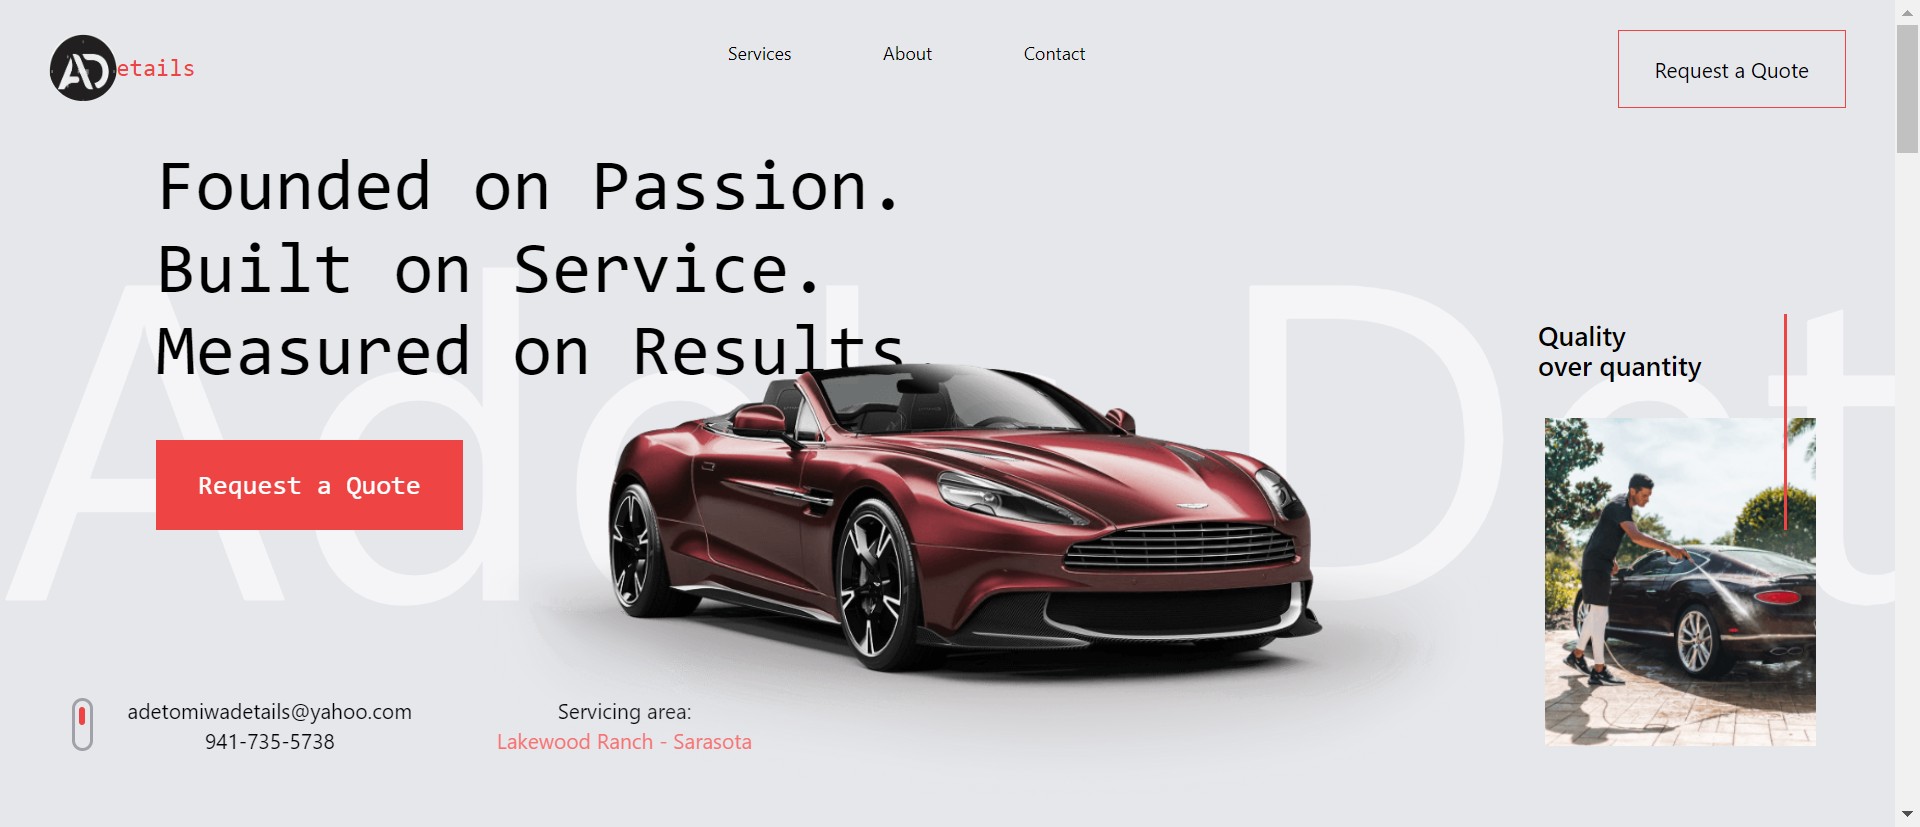 ADetails
Services
About
Contact
Request a Quote
Founded on Passion.
Built on Service.
Measured on Results.
Request a Quote
Quality
over quantity
adetomiwadetails@yahoo.com
941-735-5738
Servicing area:
Lakewood Ranch - Sarasota